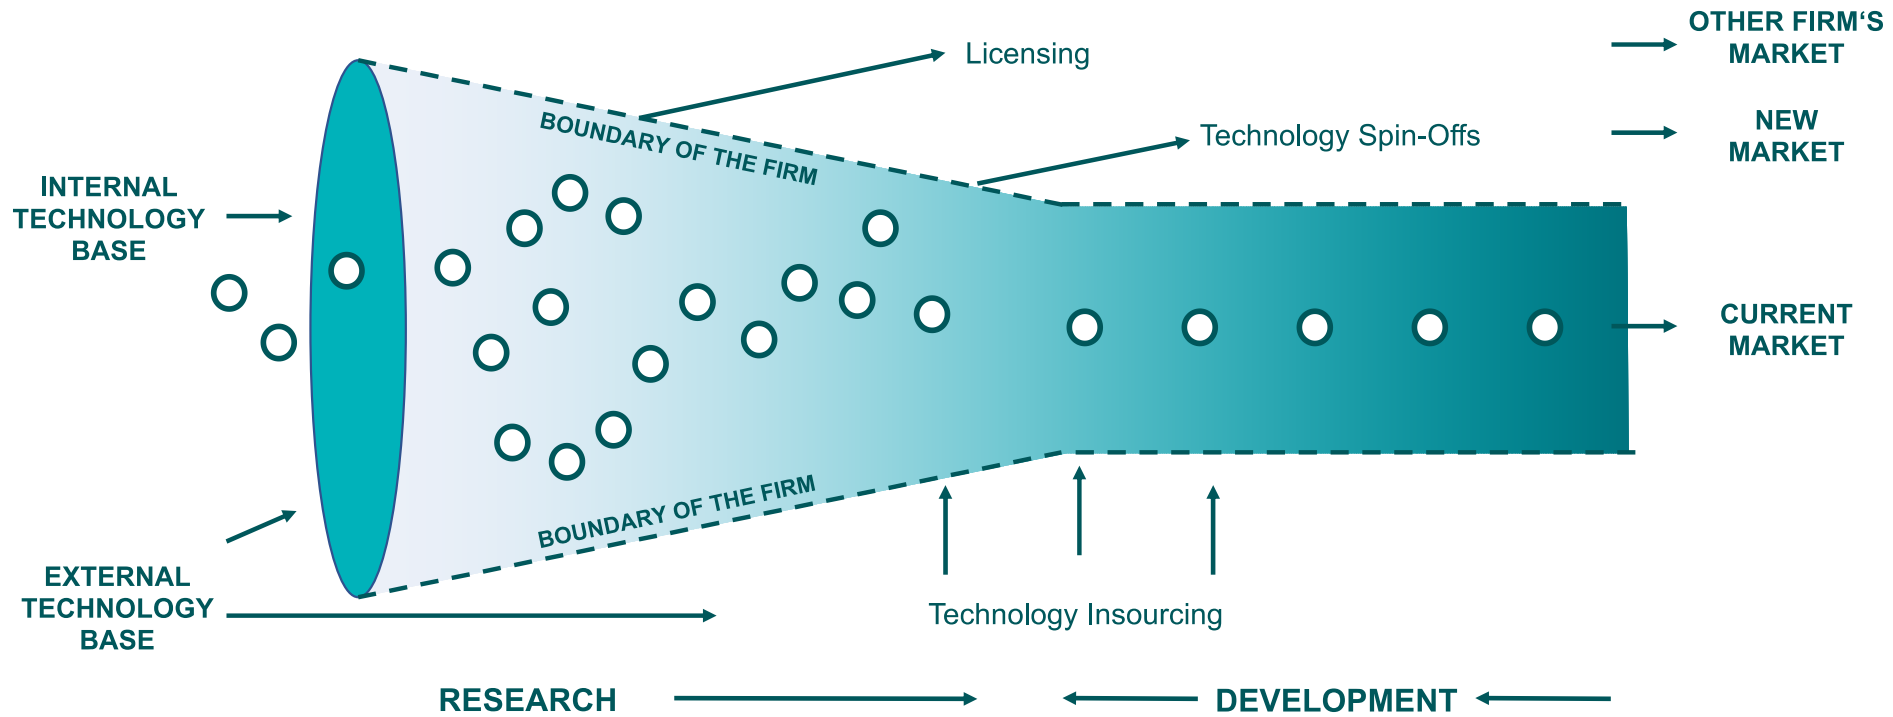 OTHER FIRM‘S
MARKET
Licensing
NEW
MARKET
Technology Spin-Offs
BOUNDARY OF THE FIRM
INTERNAL
TECHNOLOGY
BASE
CURRENT
MARKET
BOUNDARY OF THE FIRM
EXTERNAL
TECHNOLOGY
BASE
Technology Insourcing
RESEARCH
DEVELOPMENT